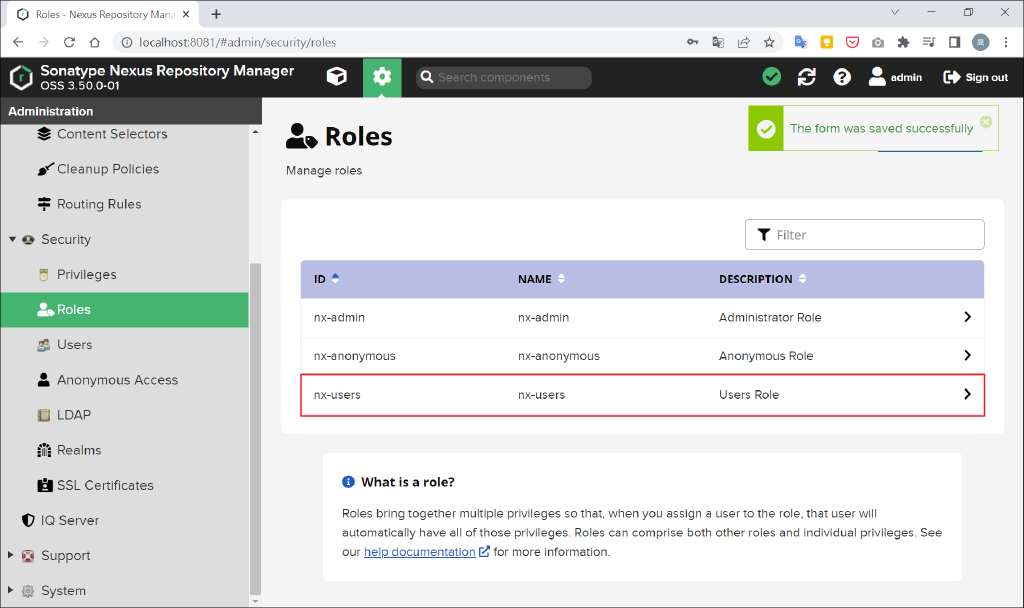 Roles - Nexus Repository Mana
localhost:8081/#admin/security/roles
Sonatype Nexus Repository Manager
OSS 3.50.0-01
Search components
admin
Sign out
Administration
Content Selectors
Cleanup Policies
Routing Rules
Security
Privileges
Roles
Users
Anonymous Access
LDAP
Realms
SSL Certificates
IQ Server
Support
System
Roles
Manage roles
The form was saved successfully
Filter
ID NAME DESCRIPTION
nx-admin nx-admin Administrator Role
nx-anonymous nx-anonymous Anonymous Role
nx-users nx-users Users Role
What is a role?
Roles bring together multiple privileges so that, when you assign a user to the role, that user will
automatically have all of those privileges. Roles can comprise both other roles and individual privileges. See
our help documentation for more information.